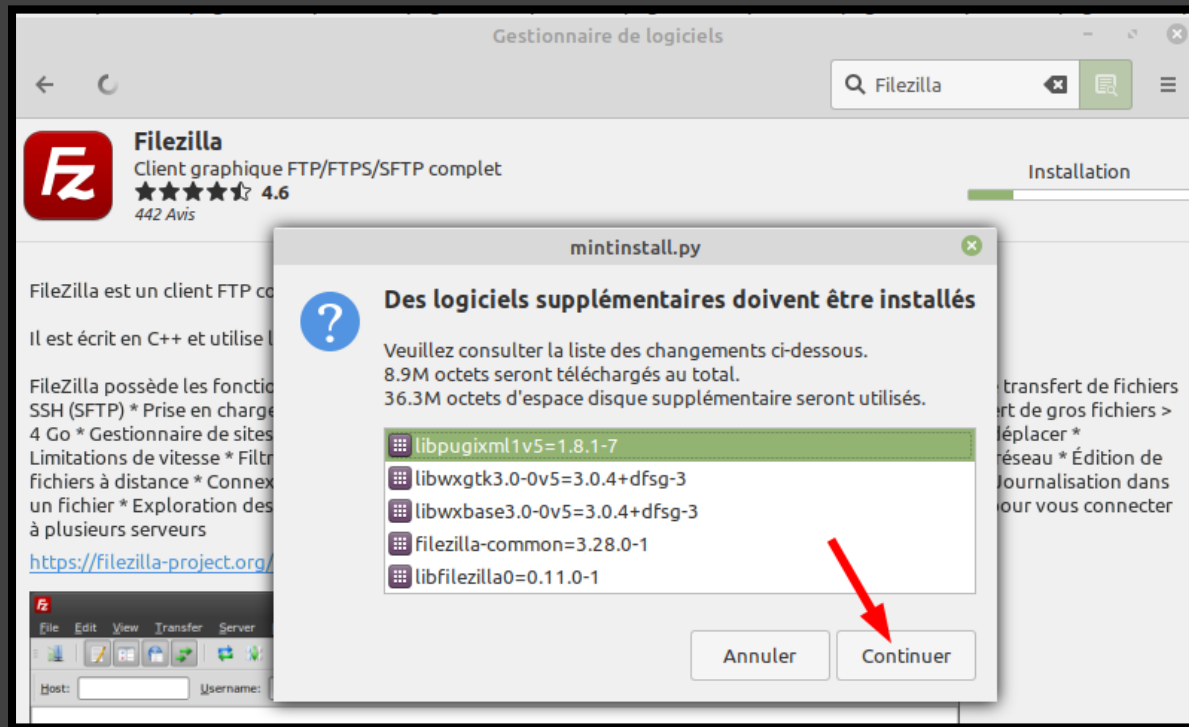 Gestionnaire de logiciels
Filezilla
Filezilla
Client graphique FTP/FTPS/SFTP complet
4.6
442 Avis
Installation
mintinstall.py
Des logiciels supplémentaires doivent être installés
Veuillez consulter la liste des changements ci-dessous.
8.9M octets seront téléchargés au total.
36.3M octets d'espace disque supplémentaire seront utilisés.
libpugixml1v5=1.8.1-7
libwxgtk3.0-0v5=3.0.4+dfsg-3
libwxbase3.0-0v5=3.0.4+dfsg-3
filezilla-common=3.28.0-1
libfilezilla0=0.11.0-1
Annuler
Continuer
FileZilla est un client FTP
Il est écrit en C++ et utilise
FileZilla possède les
transfert de fichiers
SSH (SFTP) * Prise en
de gros fichiers >
4 Go * Gestionnaire de sites
déplacer *
Limitations de vitesse *
réseau * Édition de
fichiers à distance *
Journalisation dans
un fichier * Exploration des
pour vous connecter
à plusieurs serveurs
https://filezilla-project.org/
File Edit View Transfer Server
Host:
Username: